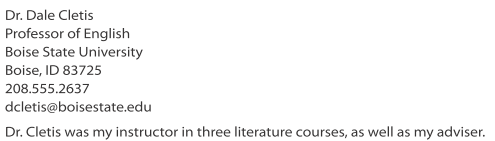 Dr. Dale Cletis
Professor of English
Boise State University
Boise, ID 83725
208.555.2637
dcletis@boisestate.edu
Dr. Cletis was my instructor in three literature courses, as well as my adviser.